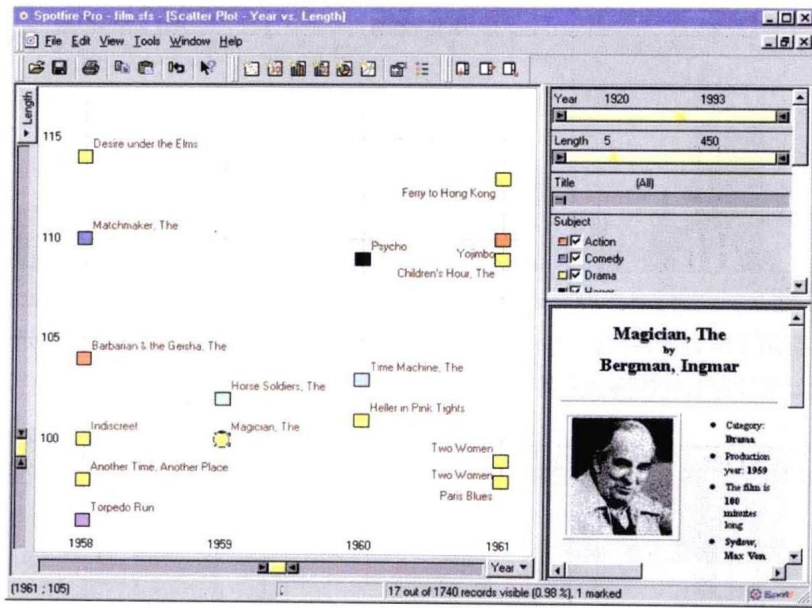 Spotfire Pro - film.sfs - [Scatter Plot - Year vs. Length]
File Edit View Tools Window Help
Length
115
110
105
100
Desire under the Elms
Ferry to Hong Kong
Matchmaker, The
Psycho
Yojimbo
Children's Hour, The
Barbarian & the Geisha, The
Time Machine, The
Horse Soldiers, The
Heller in Pink Tights
Indiscreet
Magician, The
Two Women
Another Time, Another Place
Two Women
Paris Blues
Torpedo Run
1958 1959 1960 1961
Year
Year 1920 1993
Length 5 450
Title (All)
Subject
Action
Comedy
Drama
Horror
Magician, The
by
Bergman, Ingmar
Category:
Drama
Production
year: 1959
The film is
100
minutes
long
Sydow,
Max Von
(1961 ; 105)
17 out of 1740 records visible (0.98 %), 1 marked